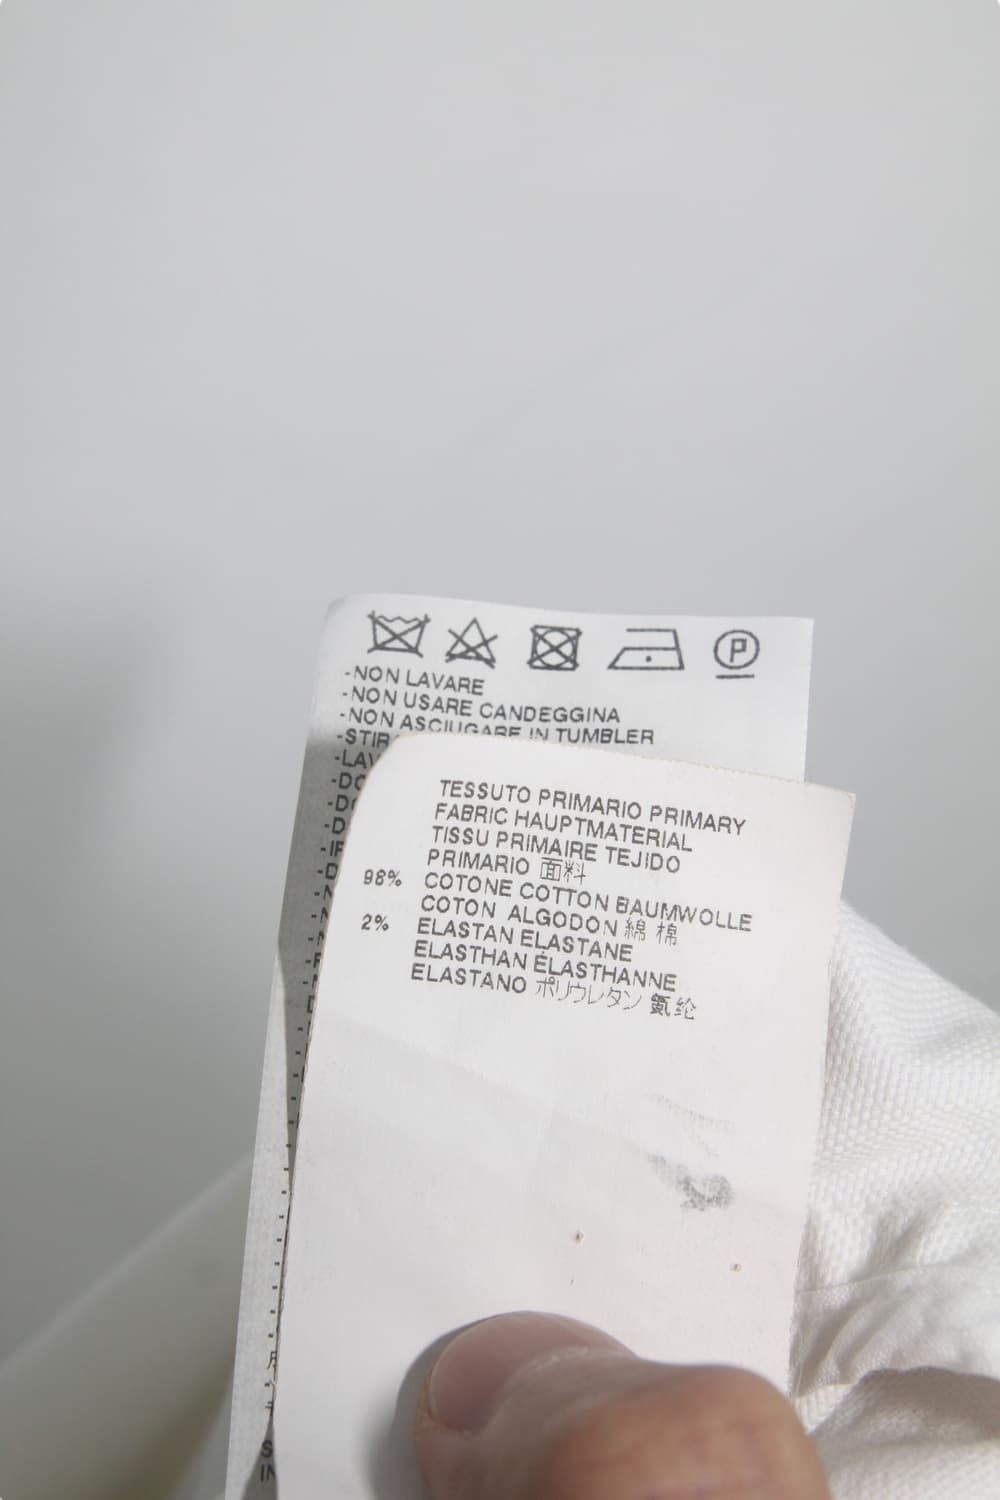 P
-NON LAVARE
-NON USARE CANDEGGINA
-NON ASCIUGARE IN TUMBLER
TESSUTO PRIMARIO PRIMARY
FABRIC HAUPTMATERIAL
TISSU PRIMAIRE TEJIDO
PRIMARIO 面料
98% COTONE COTTON BAUMWOLLE
COTON ALGODON 綿 棉
2% ELASTAN ELASTANE
ELASTHAN ÉLASTHANNE
ELASTANO ポリウレタン 氨纶